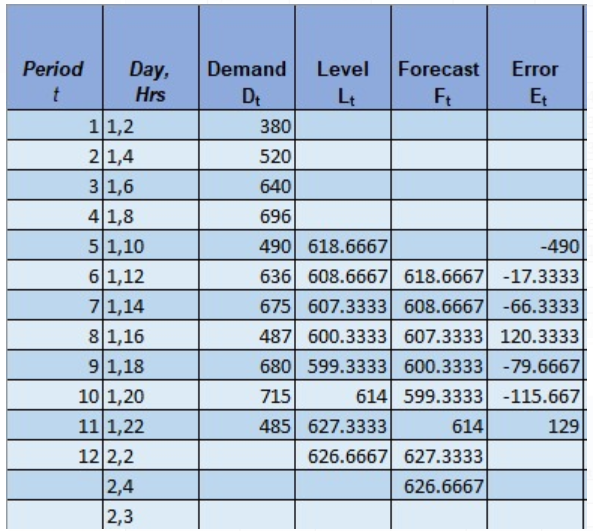 Period t Day, Hrs Demand Dt Level Lt Forecast Ft Error Et
1 1,2 380
2 1,4 520
3 1,6 640
4 1,8 696
5 1,10 490 618.6667 -490
6 1,12 636 608.6667 618.6667 -17.3333
7 1,14 675 607.3333 608.6667 -66.3333
8 1,16 487 600.3333 607.3333 120.3333
9 1,18 680 599.3333 600.3333 -79.6667
10 1,20 715 614 599.3333 -115.667
11 1,22 485 627.3333 614 129
12 2,2 626.6667 627.3333
2,4 626.6667
2,3